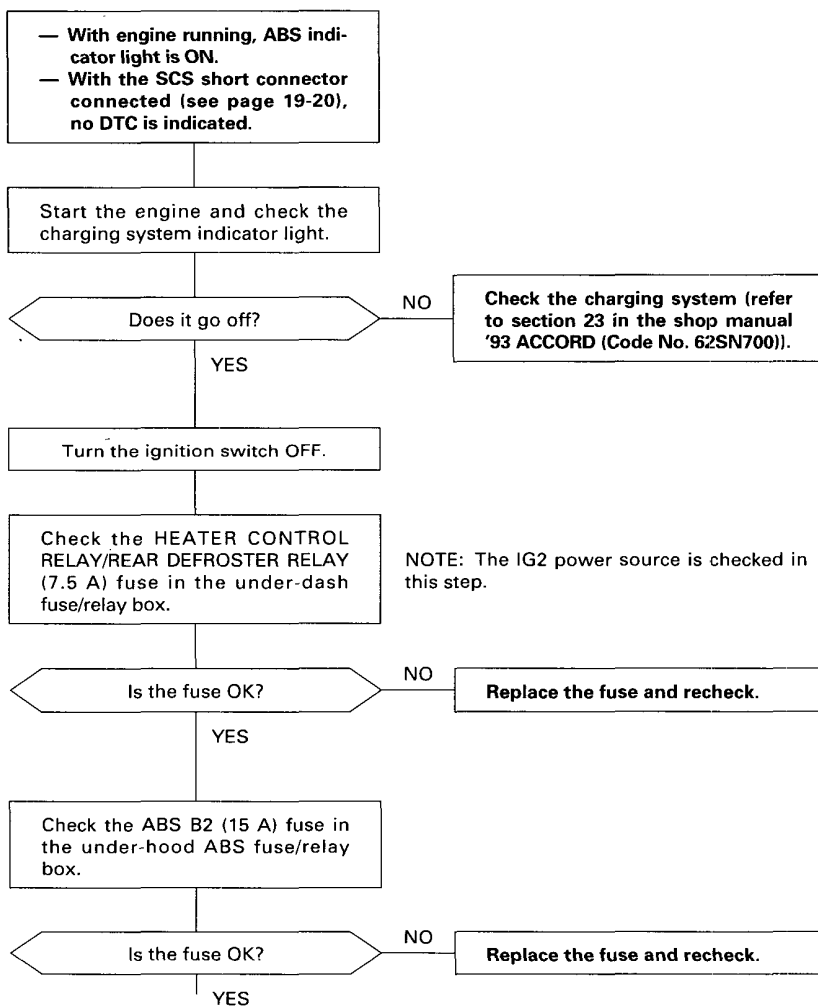 — With engine running, ABS indi-
cator light is ON.
— With the SCS short connector
connected (see page 19-20),
no DTC is indicated.
Start the engine and check the
charging system indicator light.
Does it go off?
NO
Check the charging system (refer
to section 23 in the shop manual
'93 ACCORD (Code No. 62SN700)).
YES
Turn the ignition switch OFF.
Check the HEATER CONTROL
RELAY/REAR DEFROSTER RELAY
(7.5 A) fuse in the under-dash
fuse/relay box.
NOTE: The IG2 power source is checked in
this step.
Is the fuse OK?
NO
Replace the fuse and recheck.
YES
Check the ABS B2 (15 A) fuse in
the under-hood ABS fuse/relay
box.
Is the fuse OK?
NO
Replace the fuse and recheck.
YES